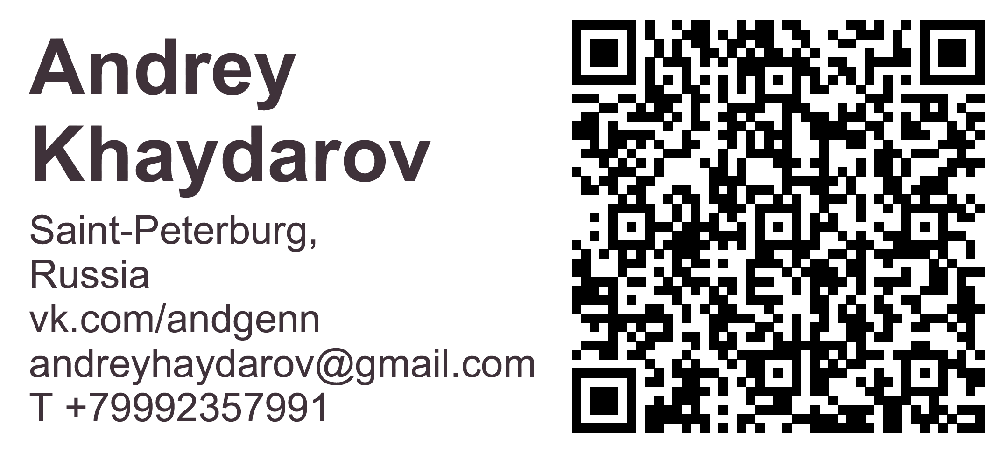 Andrey
Khaydarov
Saint-Peterburg,
Russia
vk.com/andgenn
andreyhaydarov@gmail.com
T +79992357991